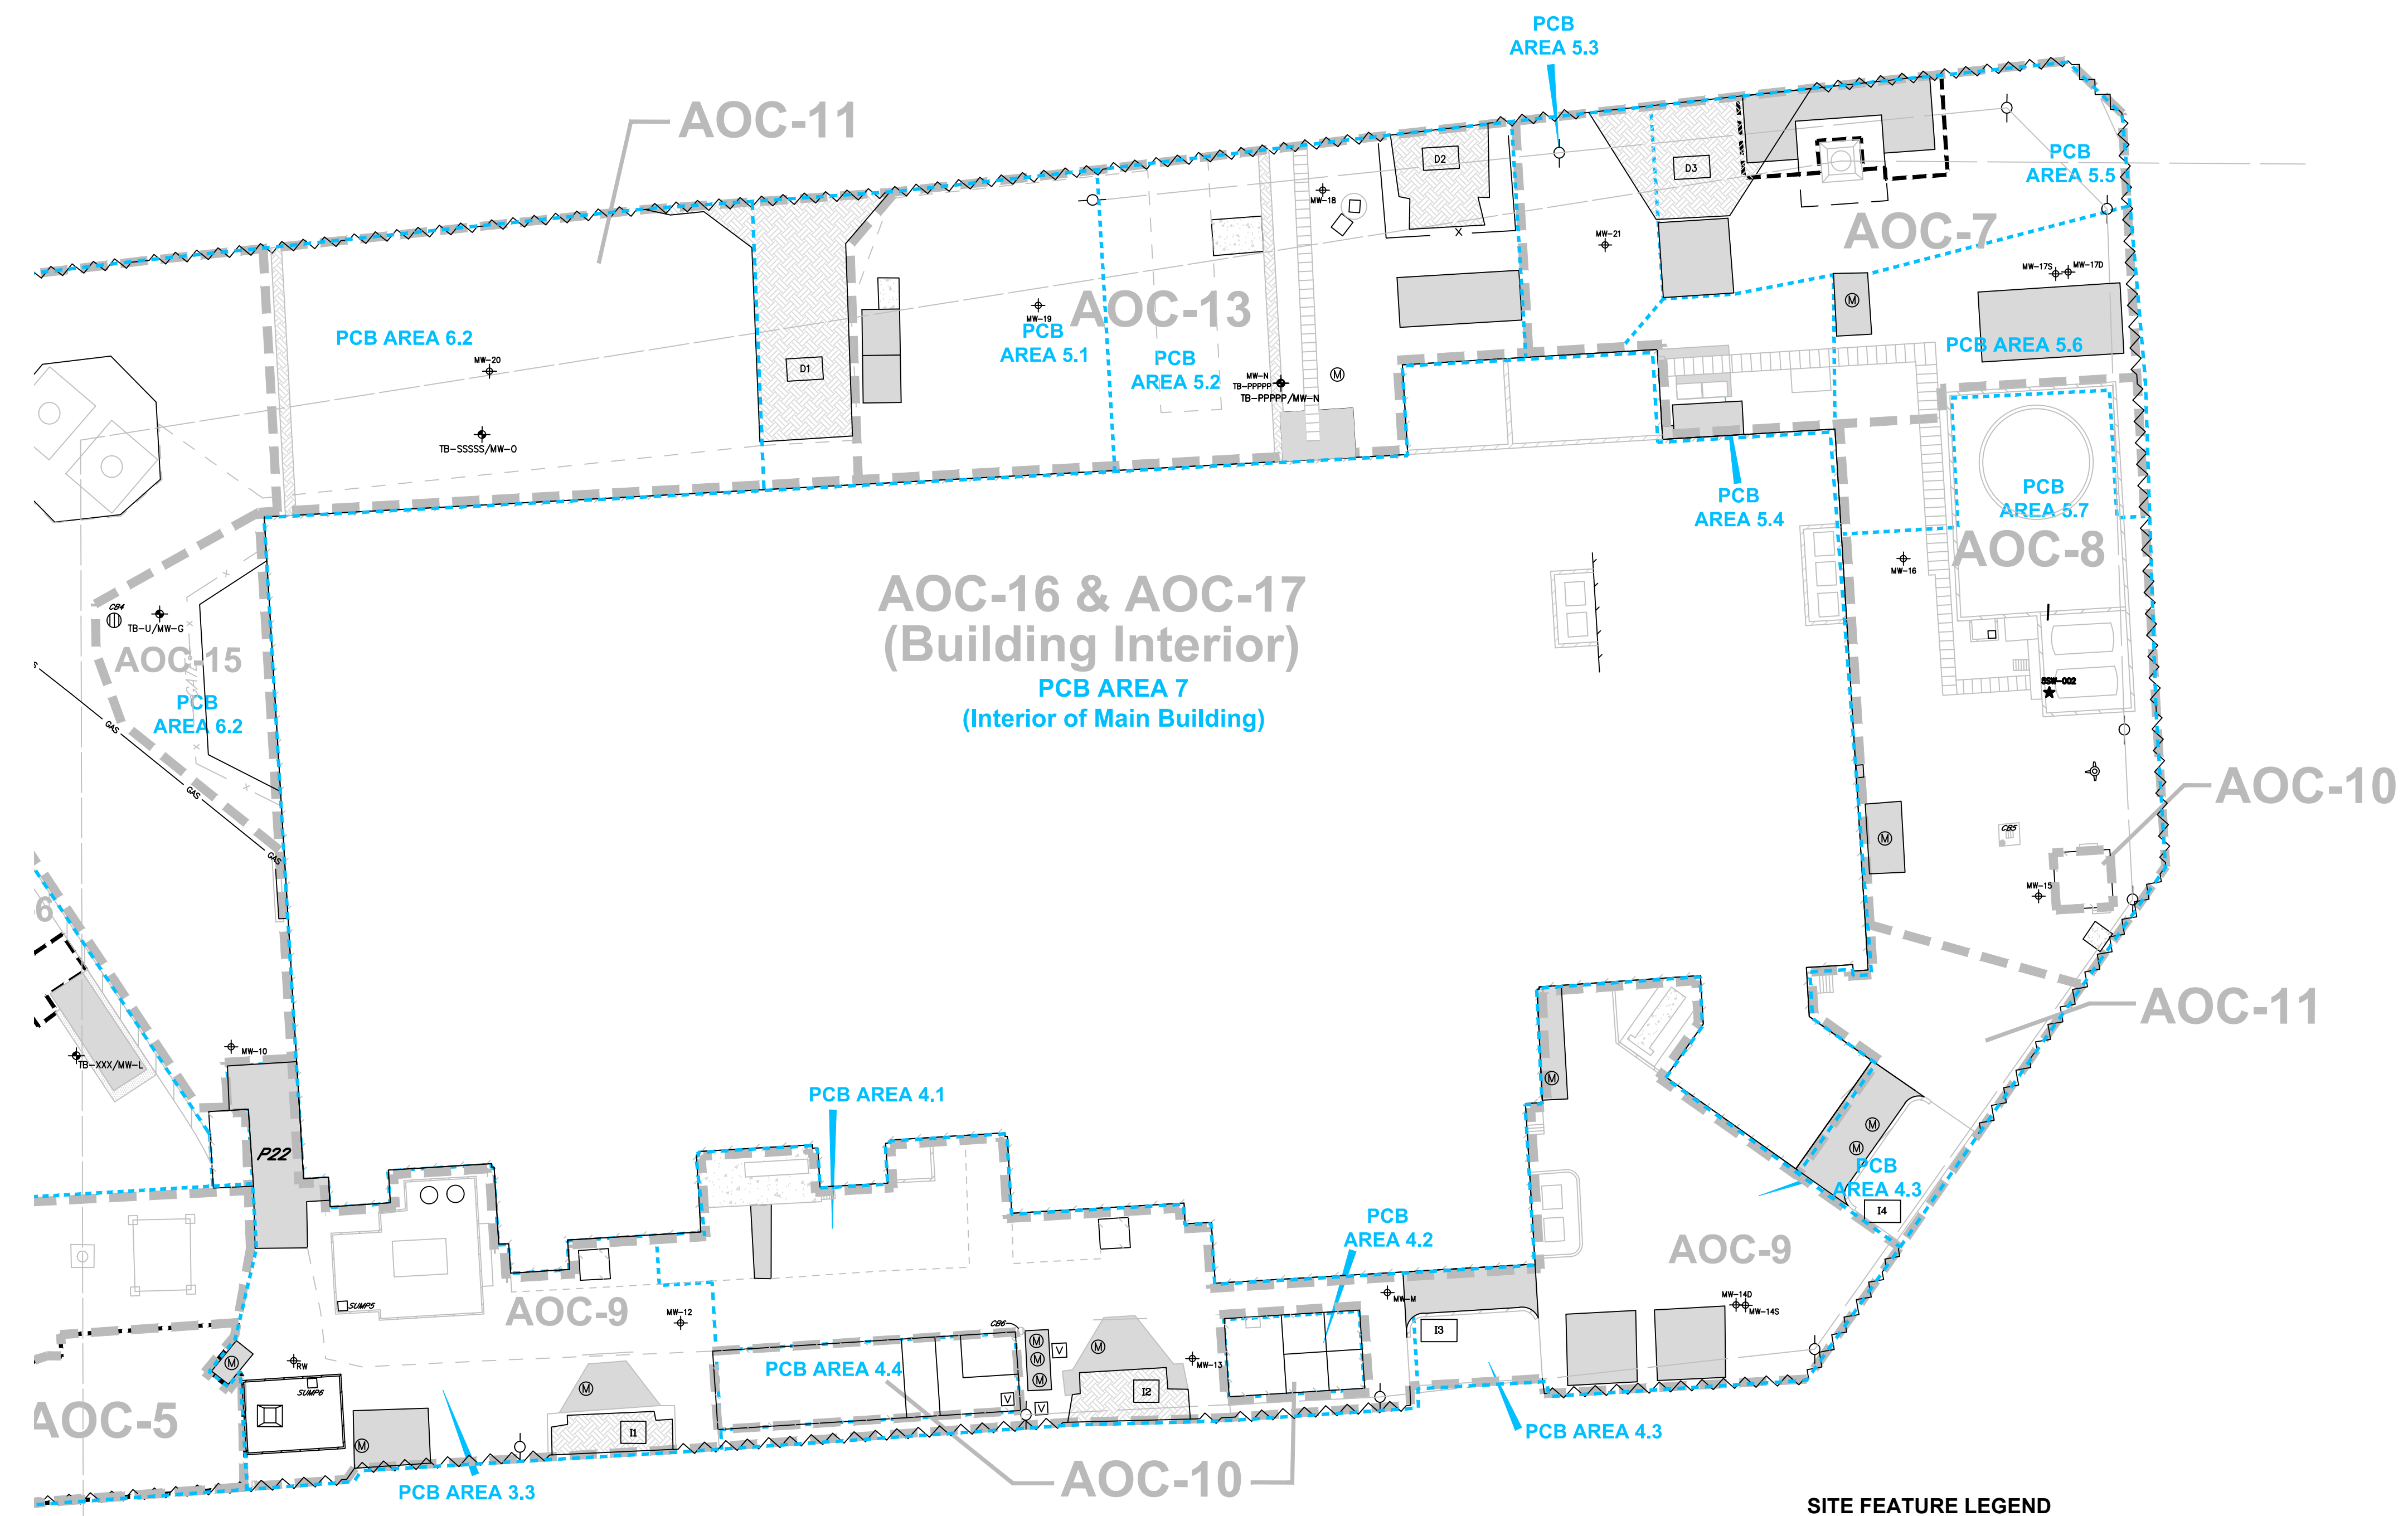 PCB
AREA 5.3
AOC-11
D2
D3
PCB
AREA 5.5
MW-18
AOC-7
MW-21
MW-17S
MW-17D
AOC-13
MW-19
PCB
AREA 5.1
PCB AREA 6.2
MW-20
D1
PCB
AREA 5.2
MW-N
TB-PPPPP
TB-PPPPP/MW-N
M
M
PCB AREA 5.6
TB-SSSSS/MW-O
PCB
AREA 5.4
PCB
AREA 5.7
AOC-8
MW-16
AOC-16 & AOC-17
(Building Interior)
PCB AREA 7
(Interior of Main Building)
CB4
TB-U/MW-G
AOC-15
GATE
PCB
AREA 6.2
GAS
GAS
SSW-002
AOC-10
CB5
M
MW-15
6
AOC-11
MW-10
TB-XXX/MW-L
P22
PCB AREA 4.1
M
M
M
PCB
AREA 4.3
I4
PCB
AREA 4.2
AOC-9
SUMP5
AOC-9
MW-12
MW-M
MW-14D
MW-14S
CB6
I3
M
M
M
V
M
MW-13
M
RW
SUMP6
PCB AREA 4.4
M
I2
V
V
AOC-5
M
I1
PCB AREA 4.3
PCB AREA 3.3
AOC-10
SITE FEATURE LEGEND